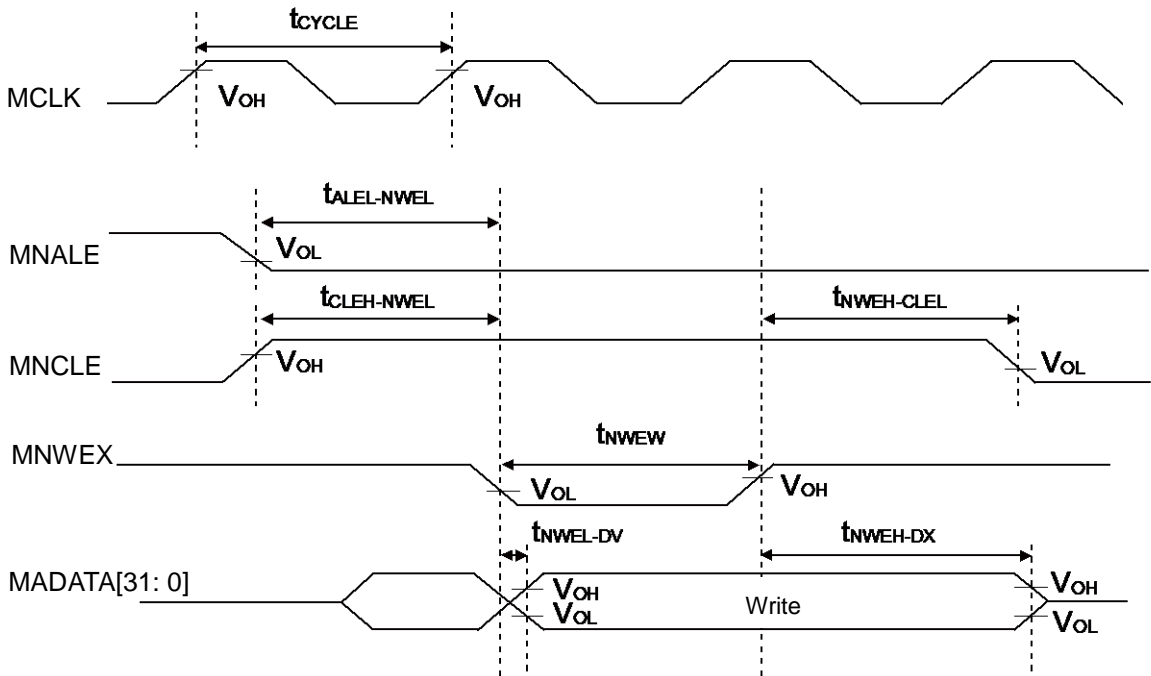 tCYCLE
MCLK
VOH
VOH
tALEL-NWEL
MNALE
VOL
tCLEH-NWEL
tNWEH-CLEL
MNCLE
VOH
VOL
tNWEW
MNWEX
VOL
VOH
tNWEL-DV
tNWEH-DX
MADATA[31: 0]
VOH
VOH
Write
VOL
VOL